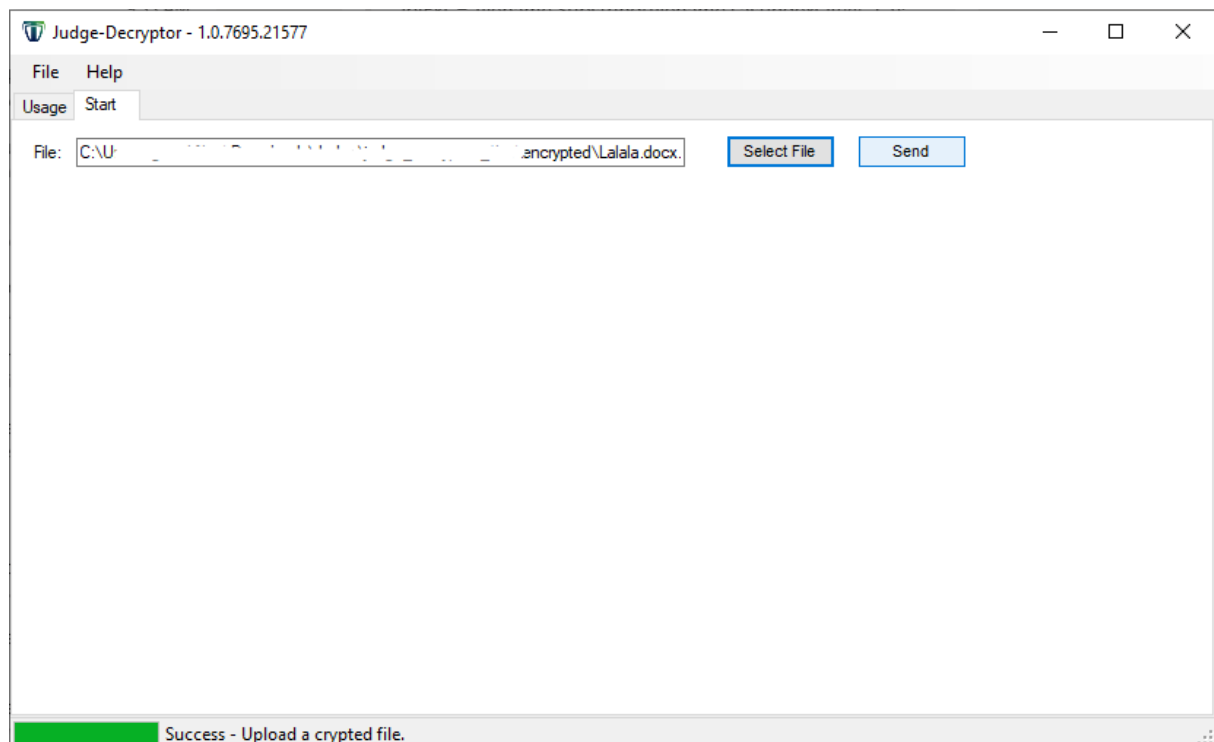 Judge-Decryptor - 1.0.7695.21577
File Help
Usage Start
File: C:\U encrypted\Lalala.docx. Select File Send
Success - Upload a crypted file.